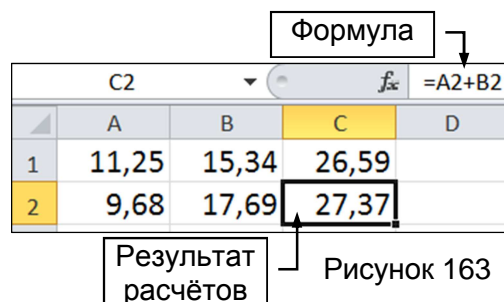 Формула
C2 fx =A2+B2
A B C D
1 11,25 15,34 26,59
2 9,68 17,69 27,37
Результат
расчётов
Рисунок 163